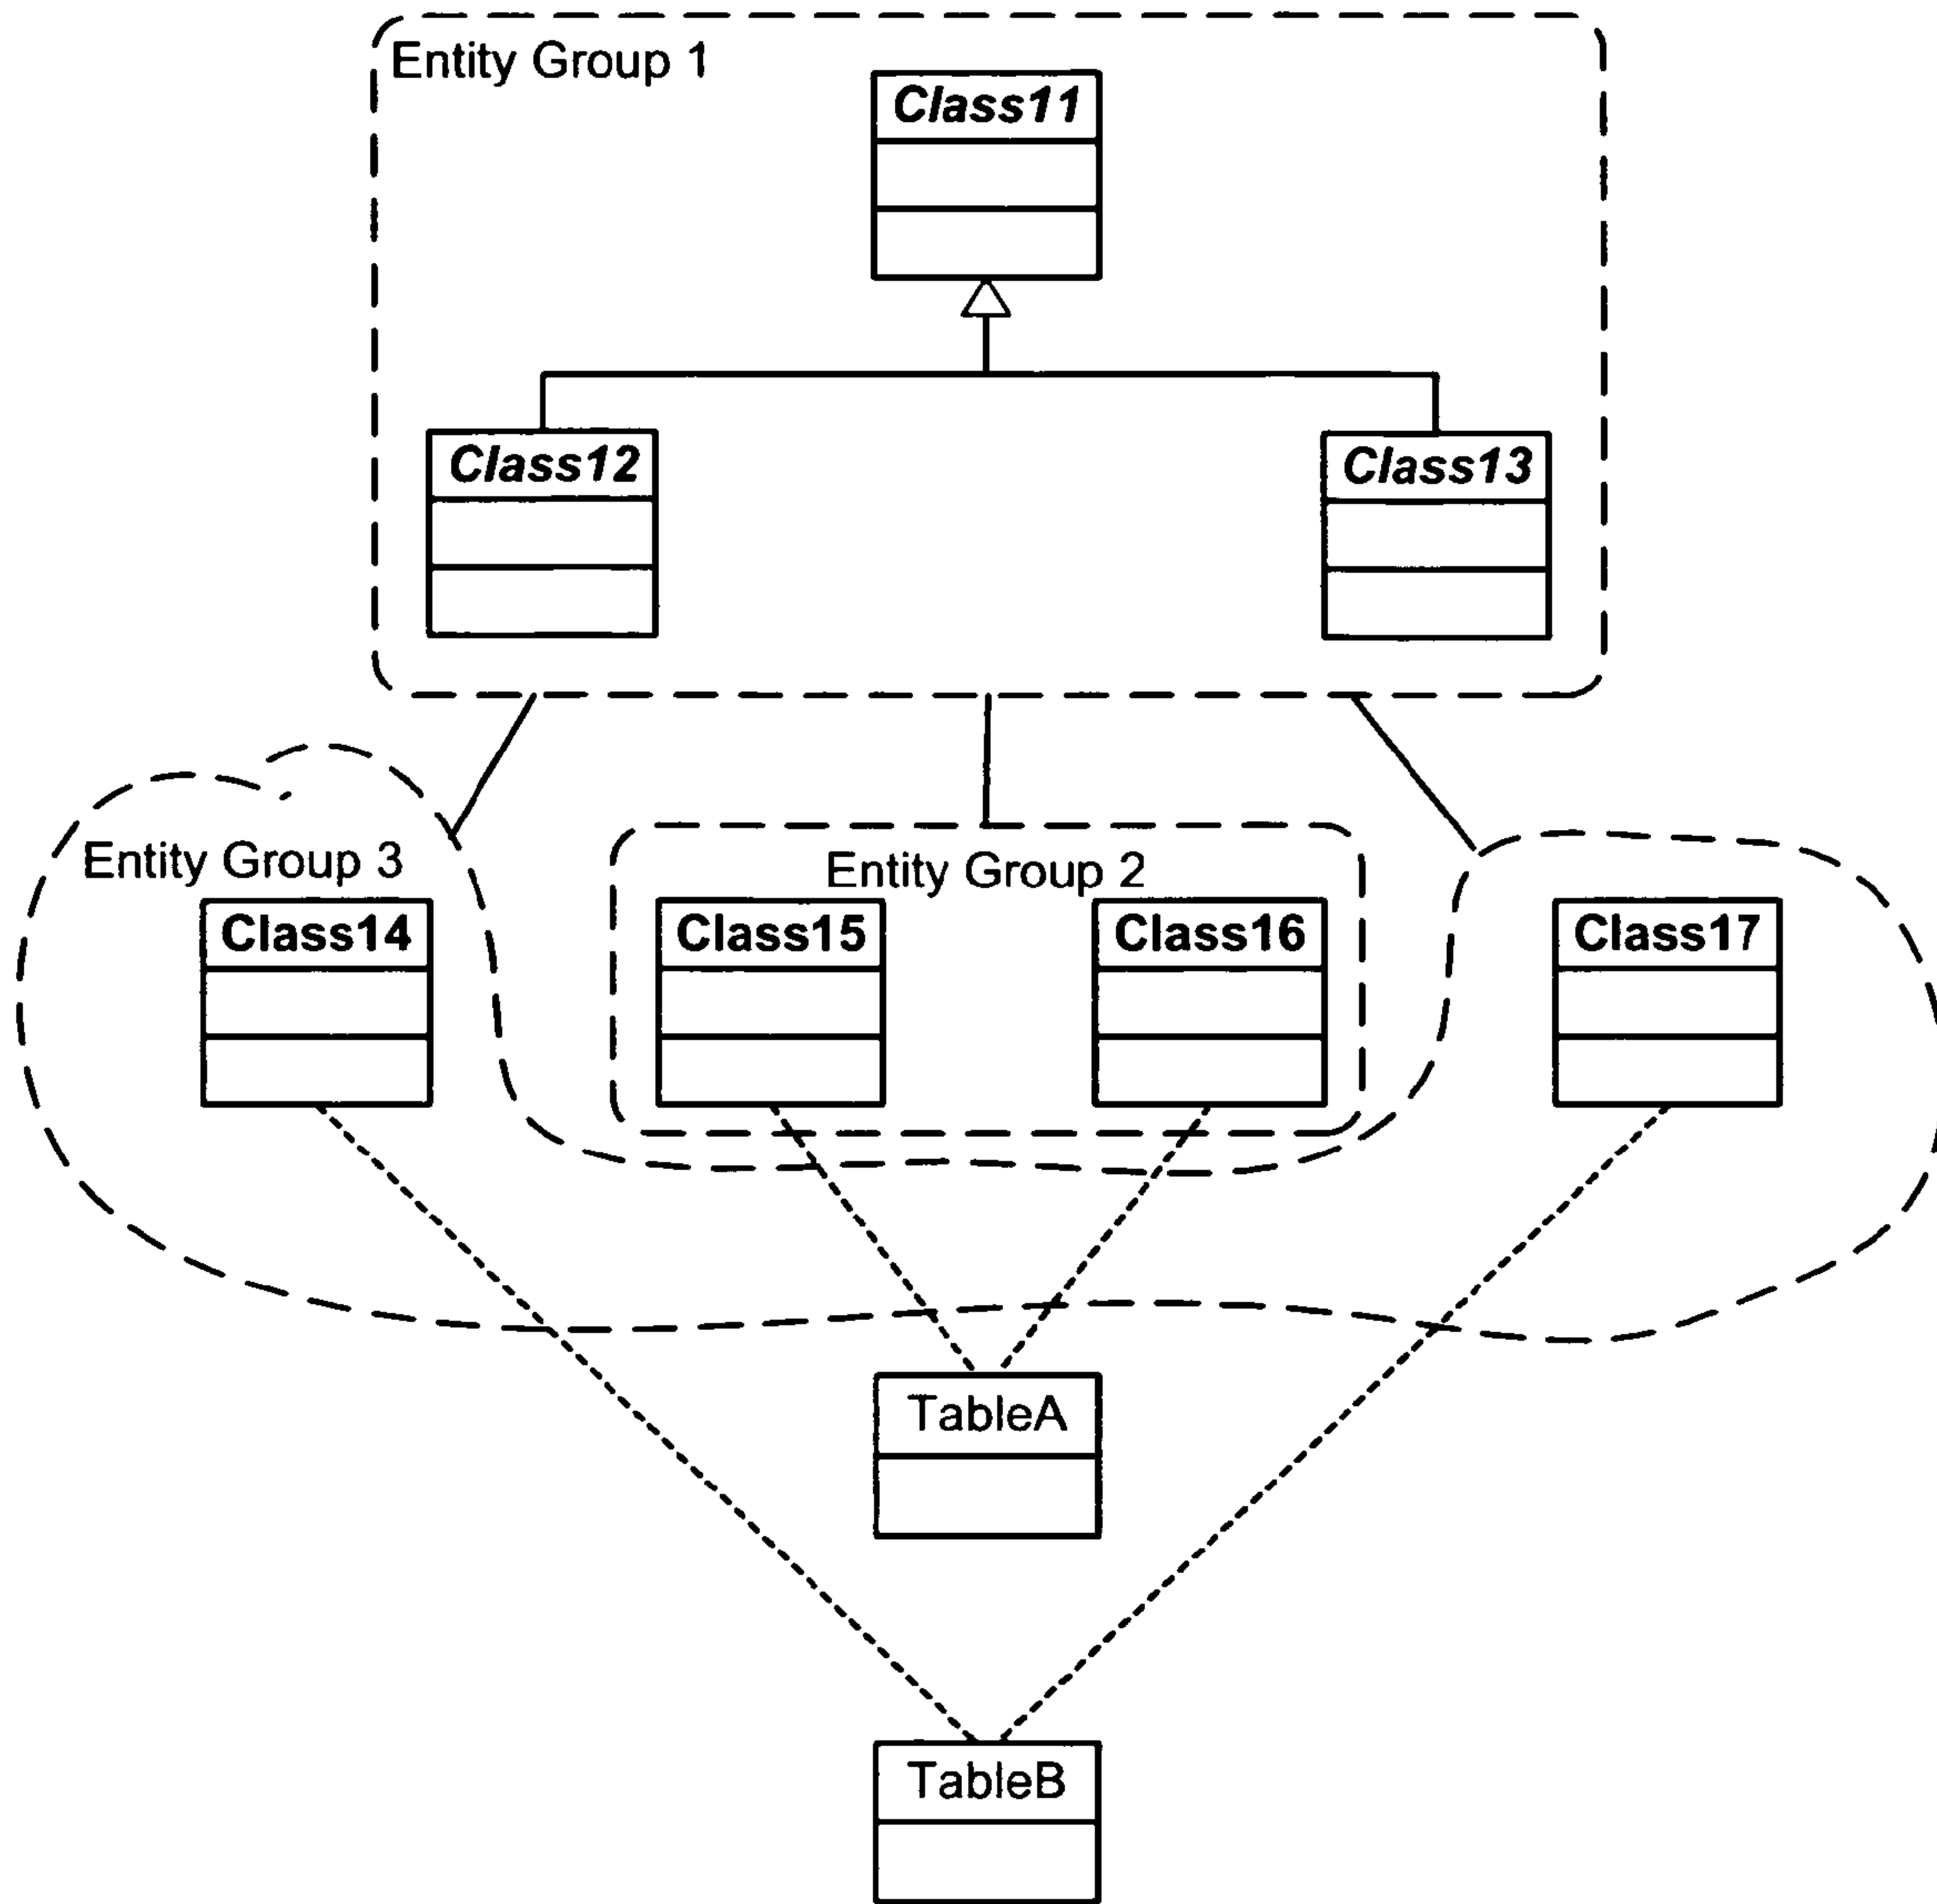 Entity Group 1
Class11
Class12
Class13
Entity Group 3
Entity Group 2
Class14
Class15
Class16
Class17
TableA
TableB